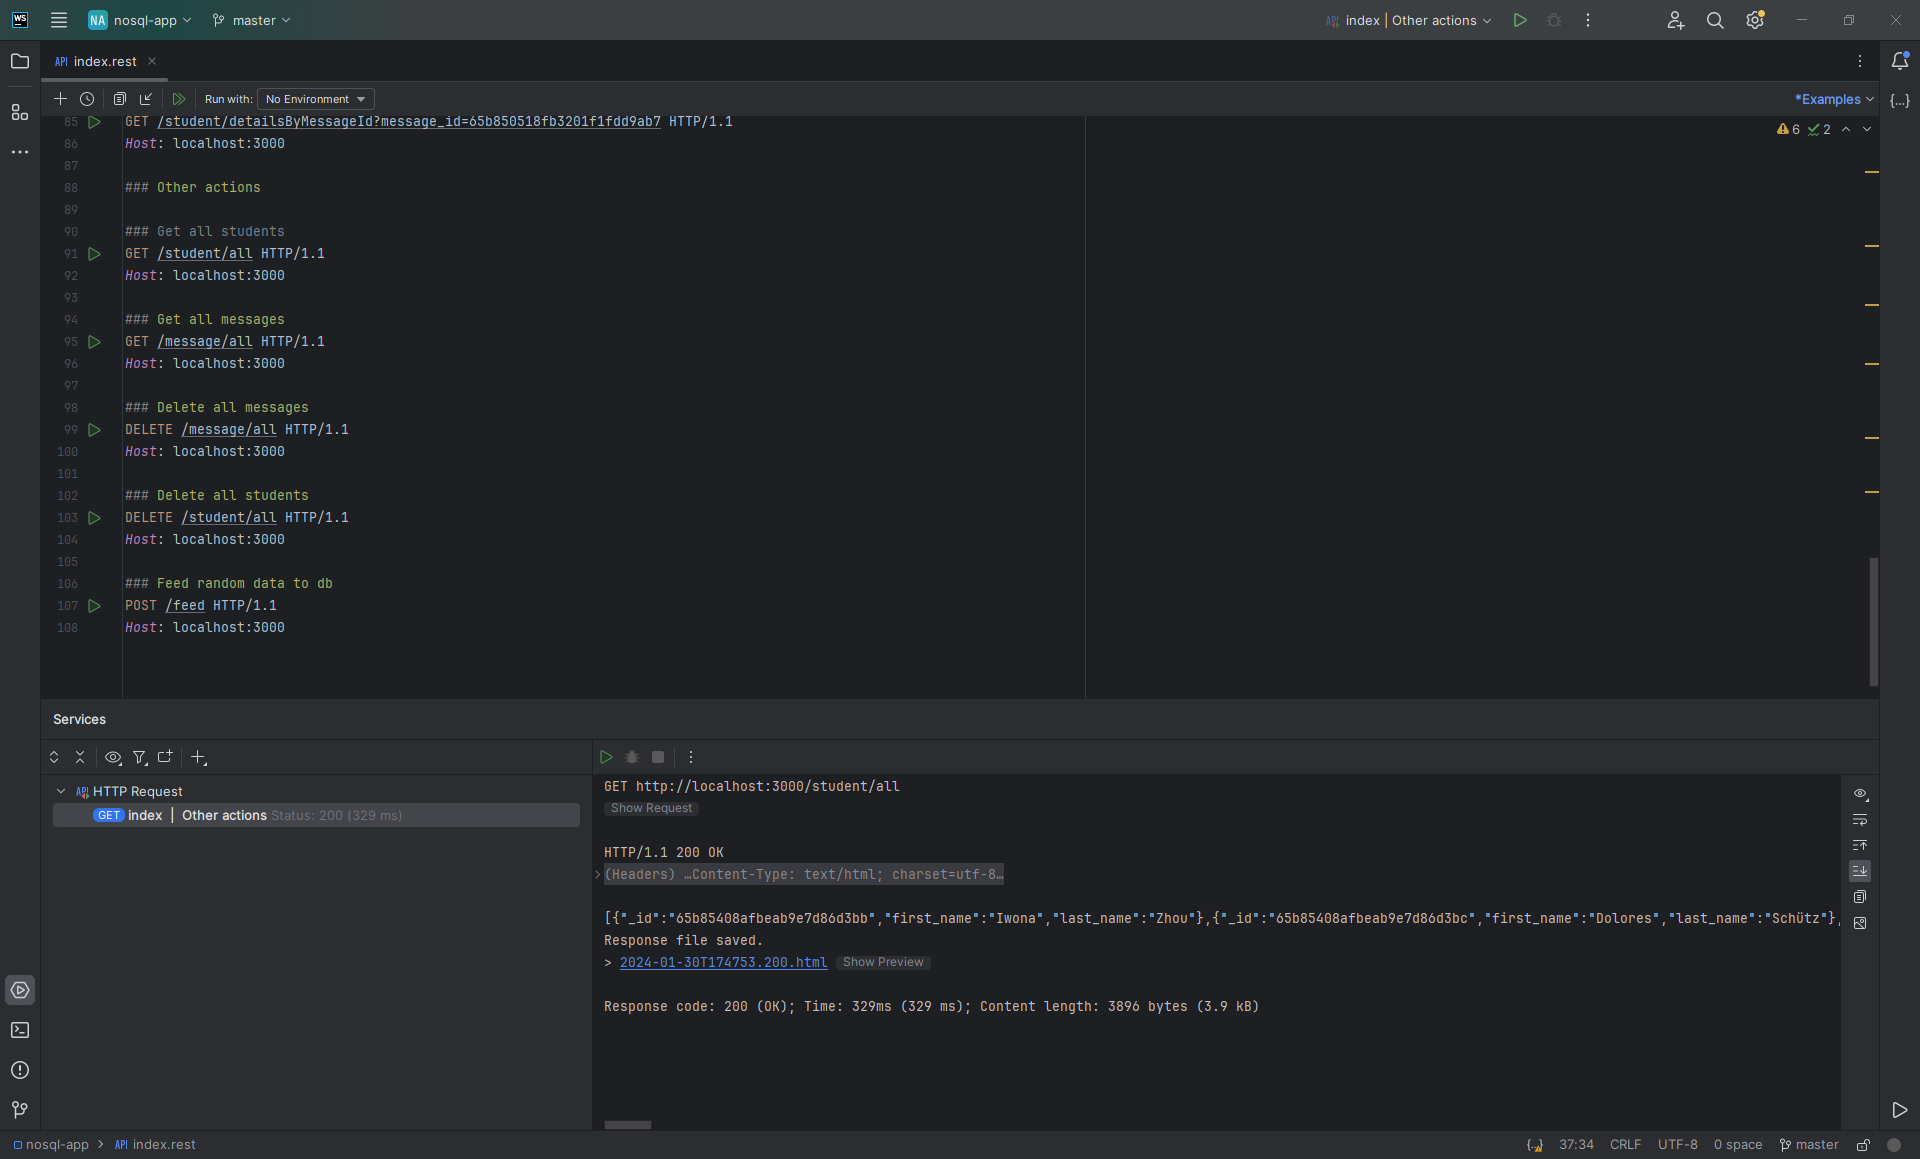 WS NA nosql-app master API index | Other actions
API index.rest
Run with: No Environment *Examples {...}
85 GET /student/detailsByMessageId?message_id=65b850518fb3201f1fdd9ab7 HTTP/1.1
6 2
86 Host: localhost:3000
87
88 ### Other actions
89
90 ### Get all students
91 GET /student/all HTTP/1.1
92 Host: localhost:3000
93
94 ### Get all messages
95 GET /message/all HTTP/1.1
96 Host: localhost:3000
97
98 ### Delete all messages
99 DELETE /message/all HTTP/1.1
100 Host: localhost:3000
101
102 ### Delete all students
103 DELETE /student/all HTTP/1.1
104 Host: localhost:3000
105
106 ### Feed random data to db
107 POST /feed HTTP/1.1
108 Host: localhost:3000
Services
API HTTP Request
GET index | Other actions Status: 200 (329 ms)
GET http://localhost:3000/student/all
Show Request
HTTP/1.1 200 OK
(Headers) …Content-Type: text/html; charset=utf-8…
[{"_id":"65b85408afbeab9e7d86d3bb","first_name":"Iwona","last_name":"Zhou"},{"_id":"65b85408afbeab9e7d86d3bc","first_name":"Dolores","last_name":"Schütz"},
Response file saved.
> 2024-01-30T174753.200.html Show Preview
Response code: 200 (OK); Time: 329ms (329 ms); Content length: 3896 bytes (3.9 kB)
nosql-app > API index.rest 37:34 CRLF UTF-8 0 space master